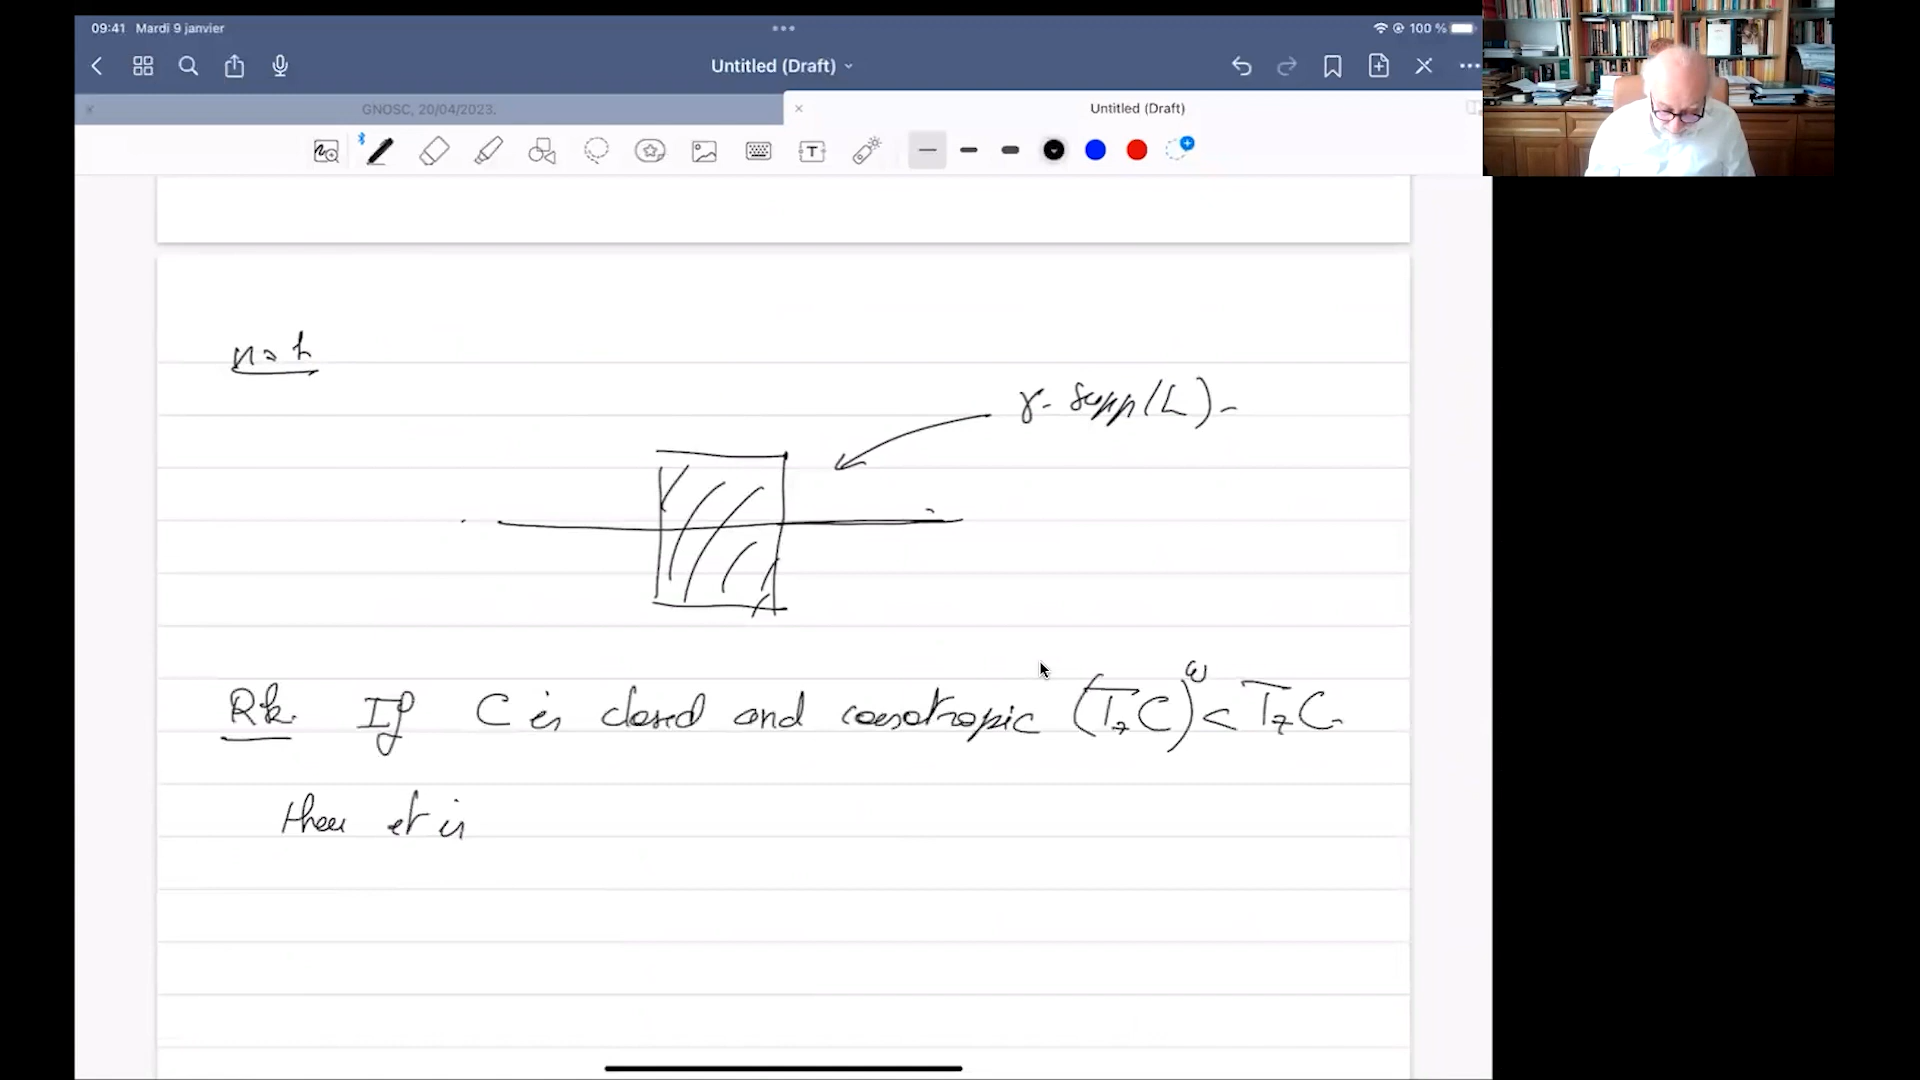 09:41 Mardi 9 janvier
100 %
Untitled (Draft)
GNOSC, 20/04/2023.
Untitled (Draft)
T
n=1
γ-supp(L)-
Rk. If C is closed and coisotropic (T_z C)^ω ⊂ T_z C-
then it is